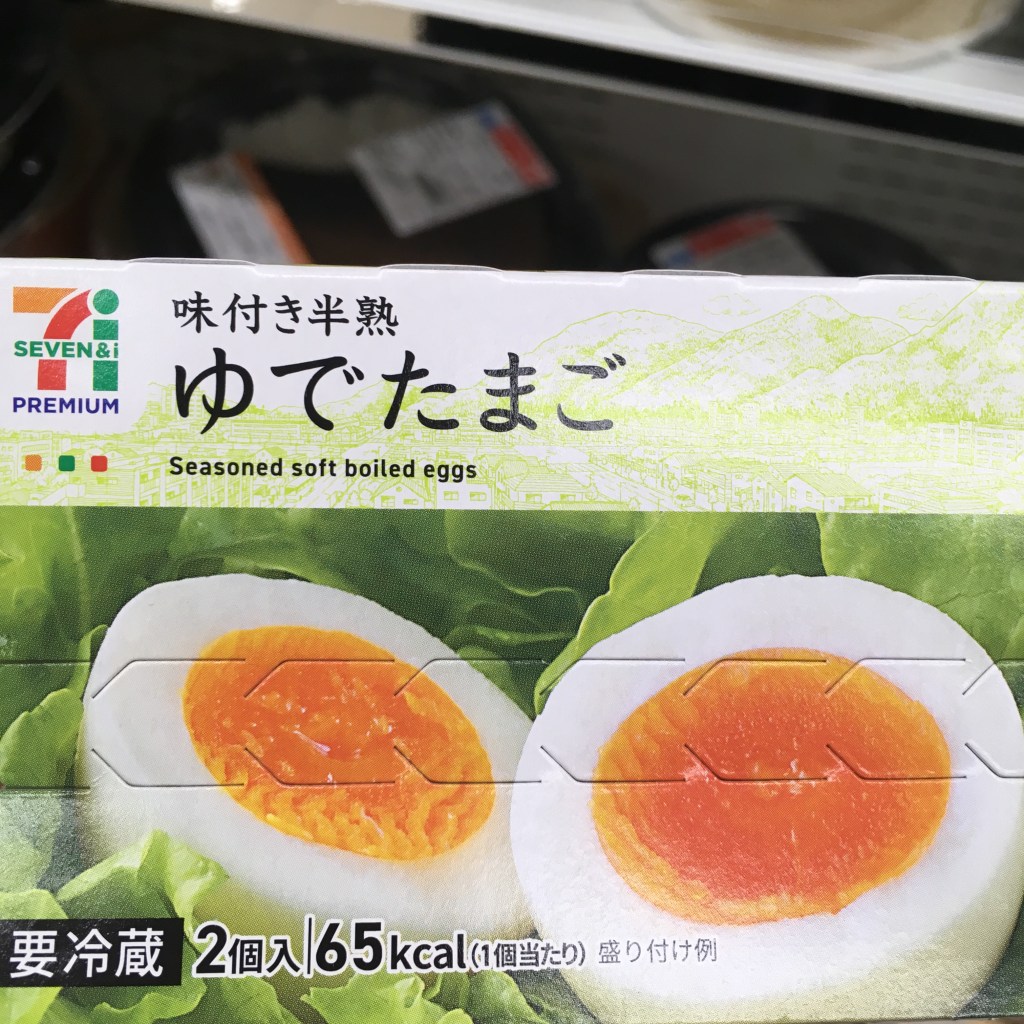 SEVEN&i
PREMIUM
味付き半熟
ゆでたまご
Seasoned soft boiled eggs
要冷蔵
2個入 65kcal(1個当たり) 盛り付け例